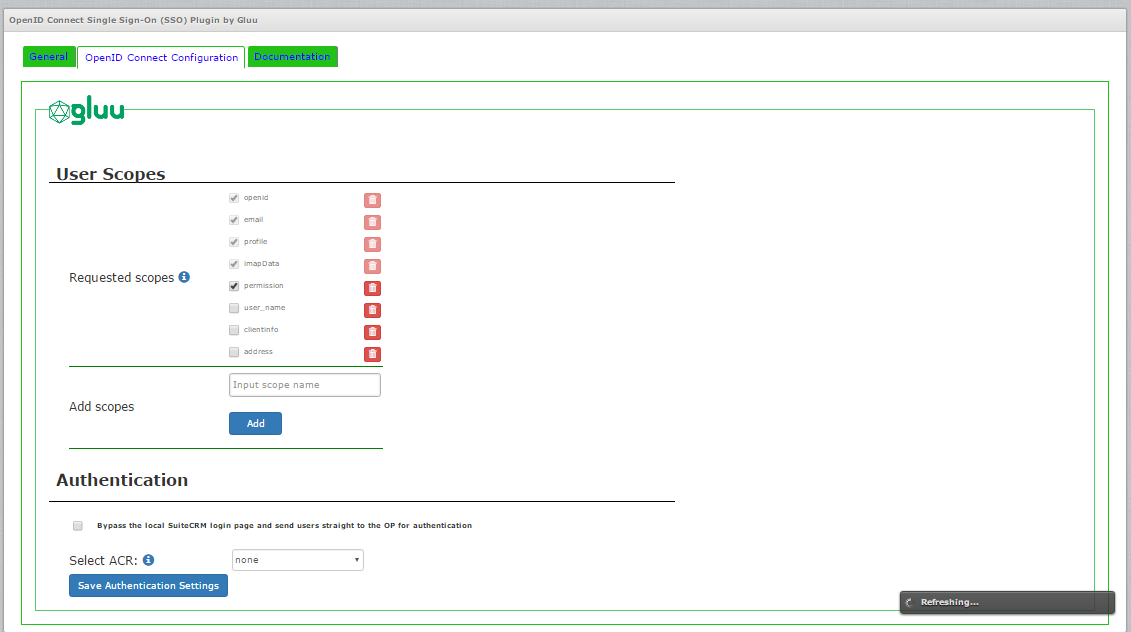 OpenID Connect Single Sign-On (SSO) Plugin by Gluu
General OpenID Connect Configuration Documentation
gluu
User Scopes
openid
email
profile
imapData
Requested scopes
permission
user_name
clientinfo
address
Input scope name
Add scopes
Add
Authentication
Bypass the local SuiteCRM login page and send users straight to the OP for authentication
Select ACR: none
Save Authentication Settings
Refreshing...